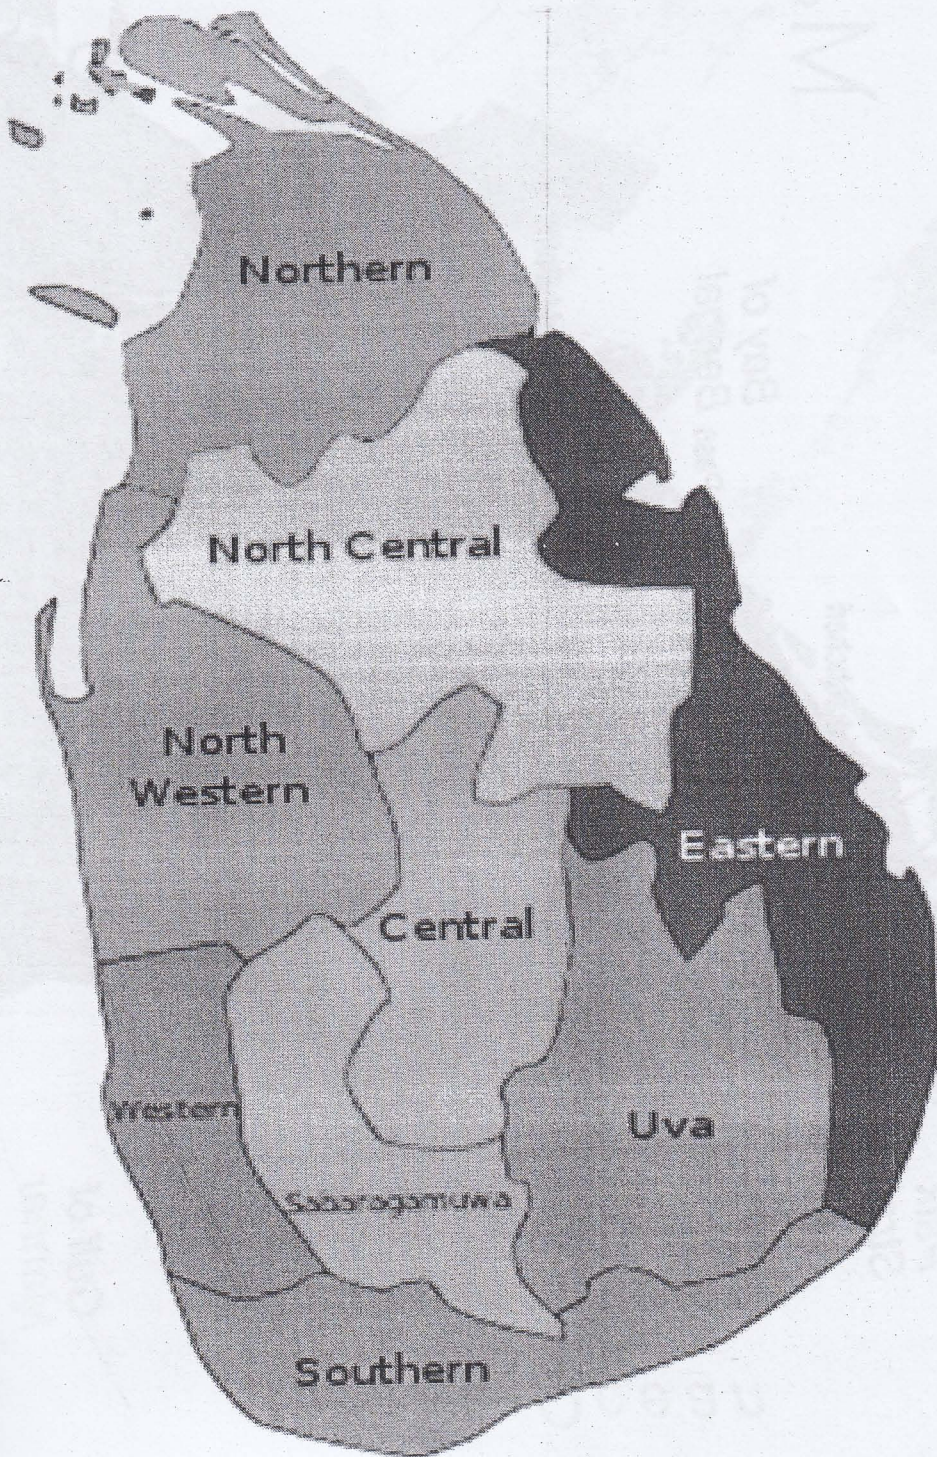 Northern
North Central
North
Western
Eastern
Central
Western
Uva
Sabaragamuwa
Southern